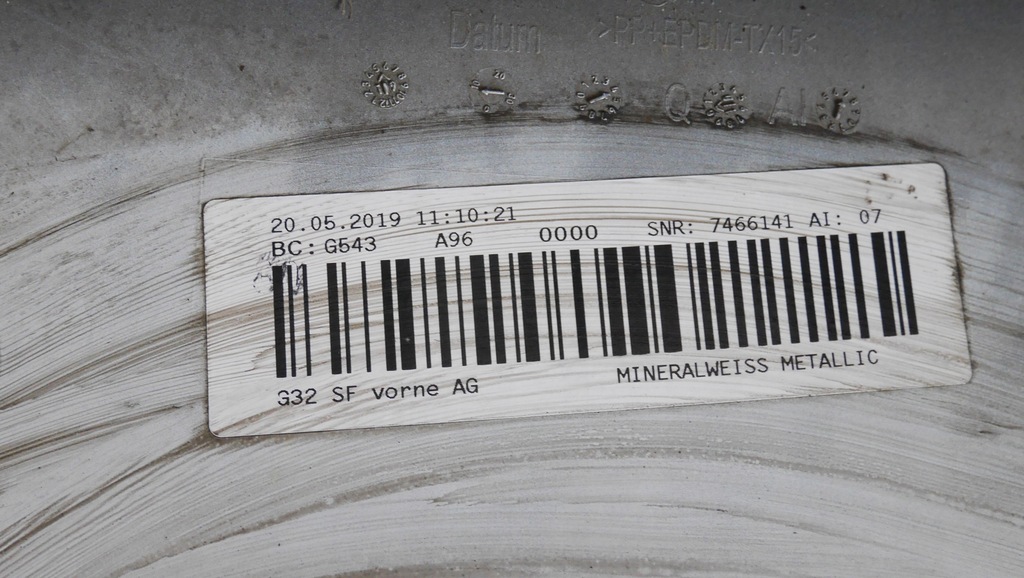 Datum >PP+EPDM-TX15<
Q AI
20.05.2019 11:10:21
BC: G543 A96 0000 SNR: 7466141 AI: 07
G32 SF vorne AG MINERALWEISS METALLIC